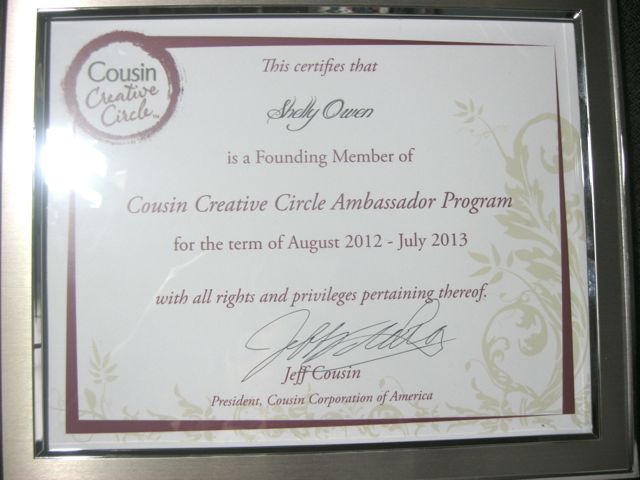 Cousin
Creative
Circle™
This certifies that
Shelly Owen
is a Founding Member of
Cousin Creative Circle Ambassador Program
for the term of August 2012 - July 2013
with all rights and privileges pertaining thereof.
Jeff Cousin
President, Cousin Corporation of America